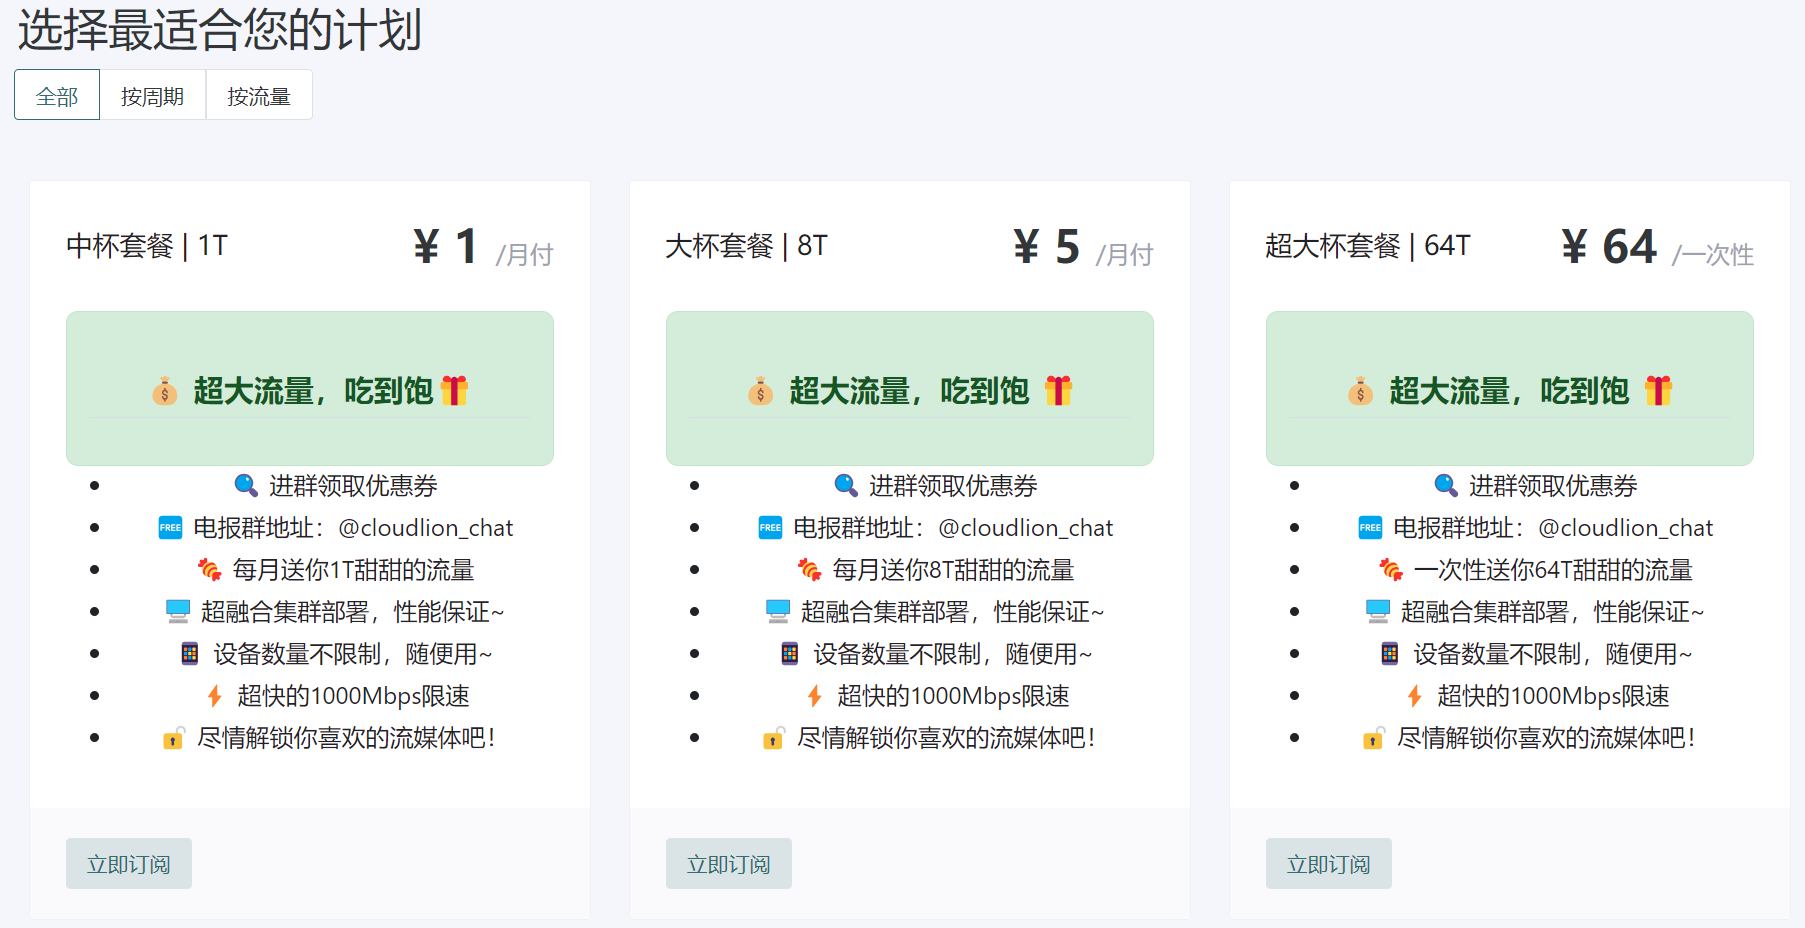 选择最适合您的计划
全部 按周期 按流量
中杯套餐 | 1T ¥ 1 /月付
超大流量，吃到饱
进群领取优惠券
FREE 电报群地址：@cloudlion_chat
每月送你1T甜甜的流量
超融合集群部署，性能保证~
设备数量不限制，随便用~
超快的1000Mbps限速
尽情解锁你喜欢的流媒体吧！
立即订阅
大杯套餐 | 8T ¥ 5 /月付
超大流量，吃到饱
进群领取优惠券
FREE 电报群地址：@cloudlion_chat
每月送你8T甜甜的流量
超融合集群部署，性能保证~
设备数量不限制，随便用~
超快的1000Mbps限速
尽情解锁你喜欢的流媒体吧！
立即订阅
超大杯套餐 | 64T ¥ 64 /一次性
超大流量，吃到饱
进群领取优惠券
FREE 电报群地址：@cloudlion_chat
一次性送你64T甜甜的流量
超融合集群部署，性能保证~
设备数量不限制，随便用~
超快的1000Mbps限速
尽情解锁你喜欢的流媒体吧！
立即订阅